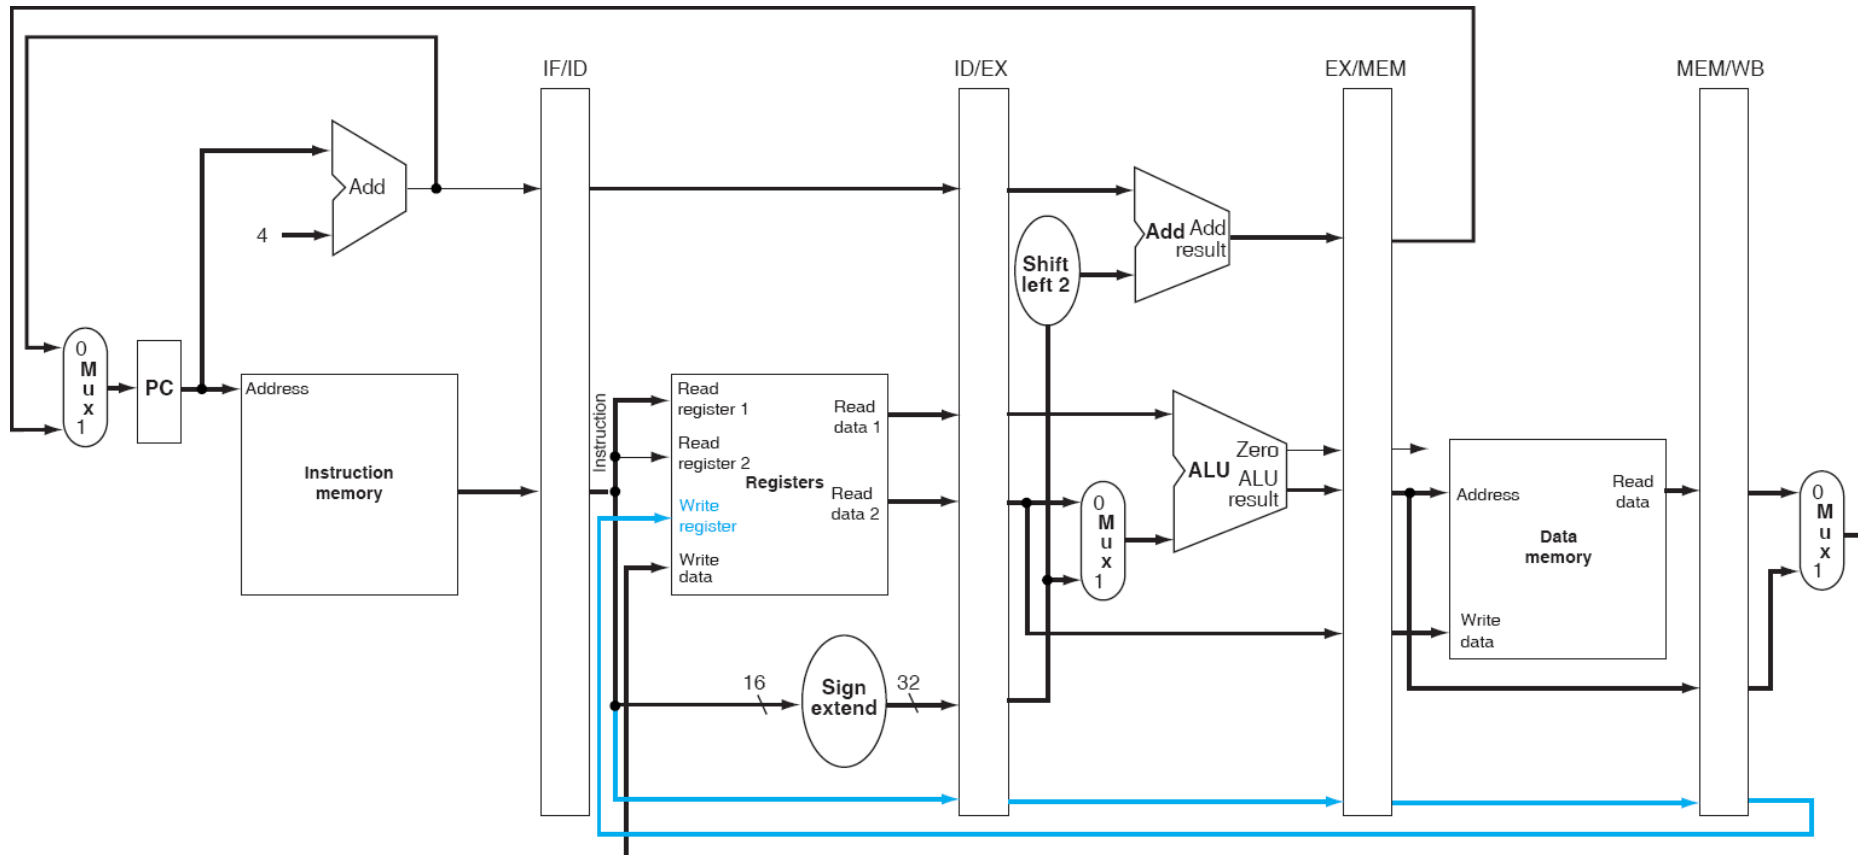 IF/ID
ID/EX
EX/MEM
MEM/WB
Add
4
Add Add
result
Shift
left 2
0
M
u
x
1
PC
Address
Instruction
memory
Instruction
Read
register 1
Read
register 2
Write
register
Write
data
Registers
Read
data 1
Read
data 2
16
Sign
extend
32
0
M
u
x
1
Zero
ALU
ALU
result
Address
Read
data
Data
memory
Write
data
0
M
u
x
1